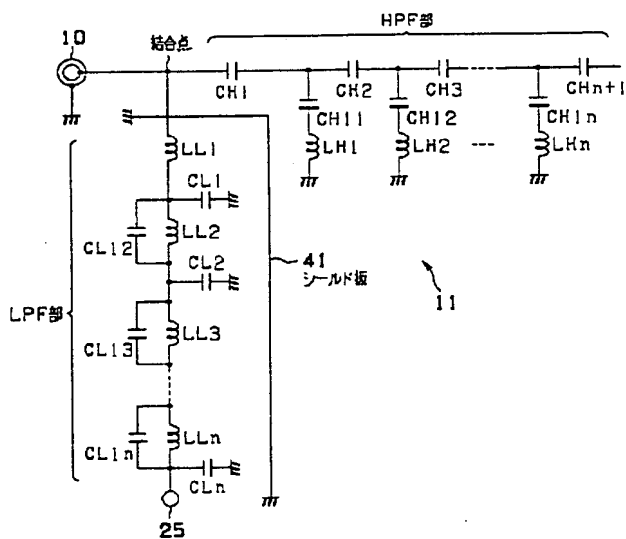 HPF部
10
結合点
CH1
CH2
CH3
CHn+1
CH11
CH12
CH1n
LH1
LH2
LHn
LL1
CL1
CL12
LL2
CL2
41
シールド板
11
LPF部
CL13
LL3
CL1n
LLn
CLn
25